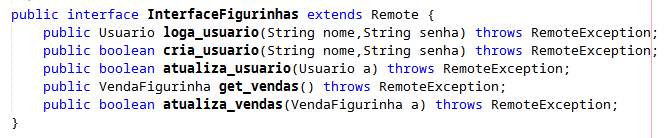 public interface InterfaceFigurinhas extends Remote {
public Usuario loga_usuario(String nome,String senha) throws RemoteException;
public boolean cria_usuario(String nome,String senha) throws RemoteException;
public boolean atualiza_usuario(Usuario a) throws RemoteException;
public VendaFigurinha get_vendas() throws RemoteException;
public boolean atualiza_vendas(VendaFigurinha a) throws RemoteException;
}